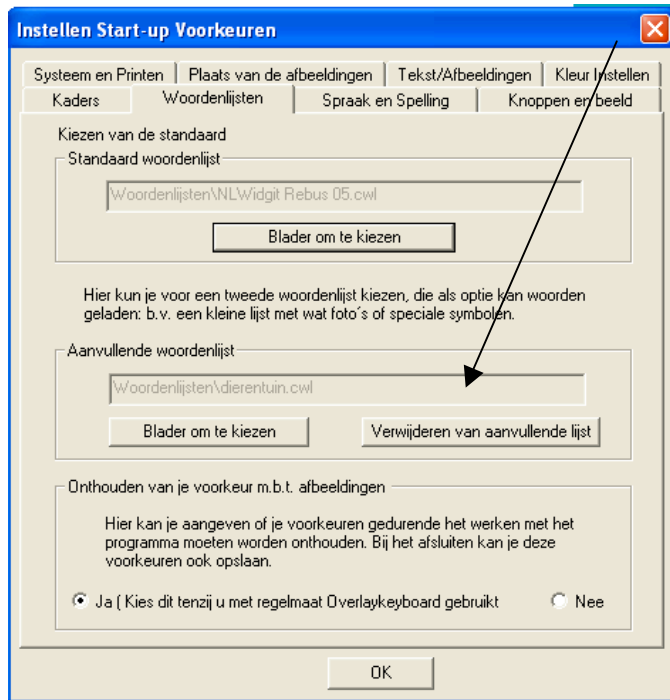 Instellen Start-up Voorkeuren
Systeem en Printen Plaats van de afbeeldingen Tekst/Afbeeldingen Kleur Instellen
Kaders Woordenlijsten Spraak en Spelling Knoppen en beeld
Kiezen van de standaard
Standaard woordenlijst
Woordenlijsten\NLWidgit Rebus 05.cwl
Blader om te kiezen
Hier kun je voor een tweede woordenlijst kiezen, die als optie kan woorden
geladen: b.v. een kleine lijst met wat foto´s of speciale symbolen.
Aanvullende woordenlijst
Woordenlijsten\dierentuin.cwl
Blader om te kiezen Verwijderen van aanvullende lijst
Onthouden van je voorkeur m.b.t. afbeeldingen
Hier kan je aangeven of je voorkeuren gedurende het werken met het
programma moeten worden onthouden. Bij het afsluiten kan je deze
voorkeuren ook opslaan.
Ja ( Kies dit tenzij u met regelmaat Overlaykeyboard gebruikt Nee
OK